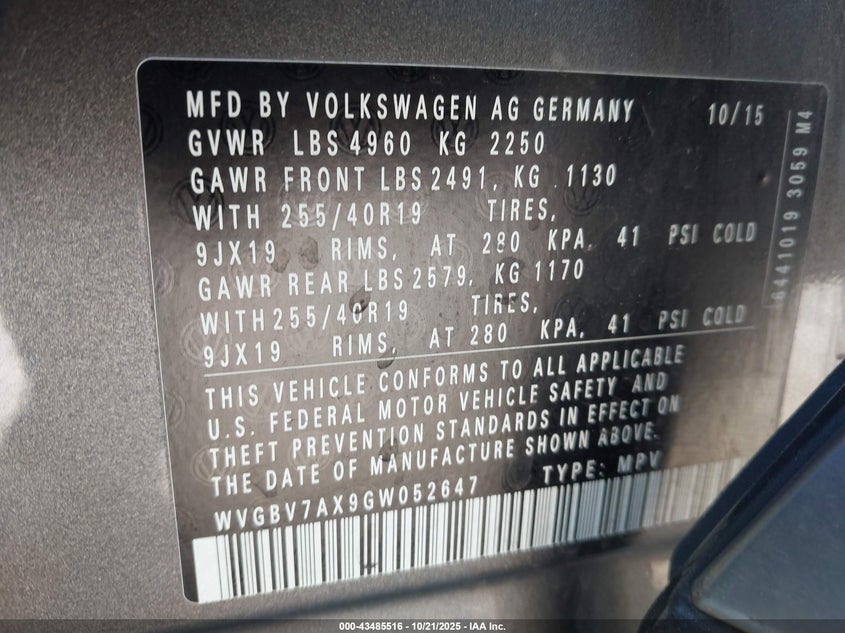 MFD BY VOLKSWAGEN AG GERMANY 10/15
GVWR LBS 4960 KG 2250
GAWR FRONT LBS 2491, KG 1130
WITH 255/40R19 TIRES,
9JX19 RIMS, AT 280 KPA, 41 PSI COLD
GAWR REAR LBS 2579, KG 1170
WITH 255/40R19 TIRES,
9JX19 RIMS, AT 280 KPA, 41 PSI COLD
THIS VEHICLE CONFORMS TO ALL APPLICABLE
U.S. FEDERAL MOTOR VEHICLE SAFETY AND
THEFT PREVENTION STANDARDS IN EFFECT ON
THE DATE OF MANUFACTURE SHOWN ABOVE.
WVGBV7AX9GW052647 TYPE: MPV
6441019 3059 M4
000-43485516 - 10/21/2025 - IAA Inc.